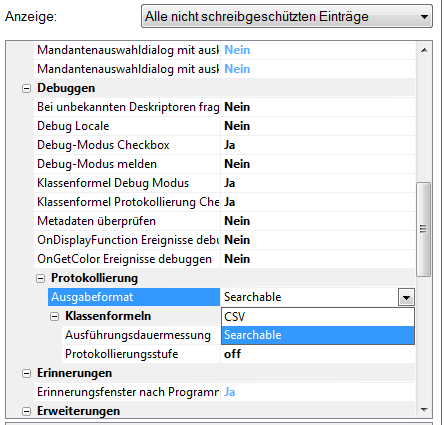 Anzeige: Alle nicht schreibgeschützten Einträge
Mandantenauswahldialog mit ausk Nein
Mandantenauswahldialog mit ausk Nein
Debuggen
Bei unbekannten Deskriptoren frag Nein
Debug Locale Nein
Debug-Modus Checkbox Ja
Debug-Modus melden Nein
Klassenformel Debug Modus Ja
Klassenformel Protokollierung Che Ja
Metadaten überprüfen Nein
OnDisplayFunction Ereignisse debu Nein
OnGetColor Ereignisse debuggen Nein
Protokollierung
Ausgabeformat Searchable
Klassenformeln CSV
Ausführungsdauermessung Searchable
Protokollierungsstufe off
Erinnerungen
Erinnerungsfenster nach Programm Ja
Erweiterungen